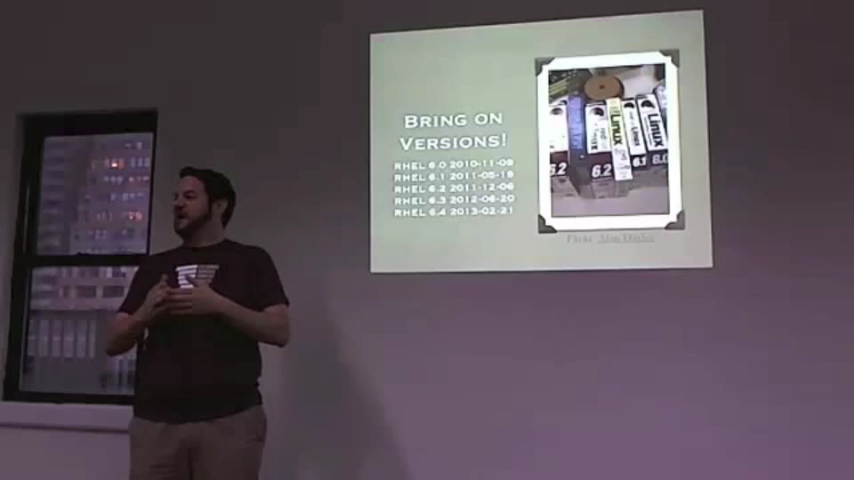 BRING ON
VERSIONS!
RHEL 6.0 2010-11-09
RHEL 6.1 2011-05-19
RHEL 6.2 2011-12-06
RHEL 6.3 2012-06-20
RHEL 6.4 2013-02-21
Linux
Linux
6.2
6.2
6.1
6.0